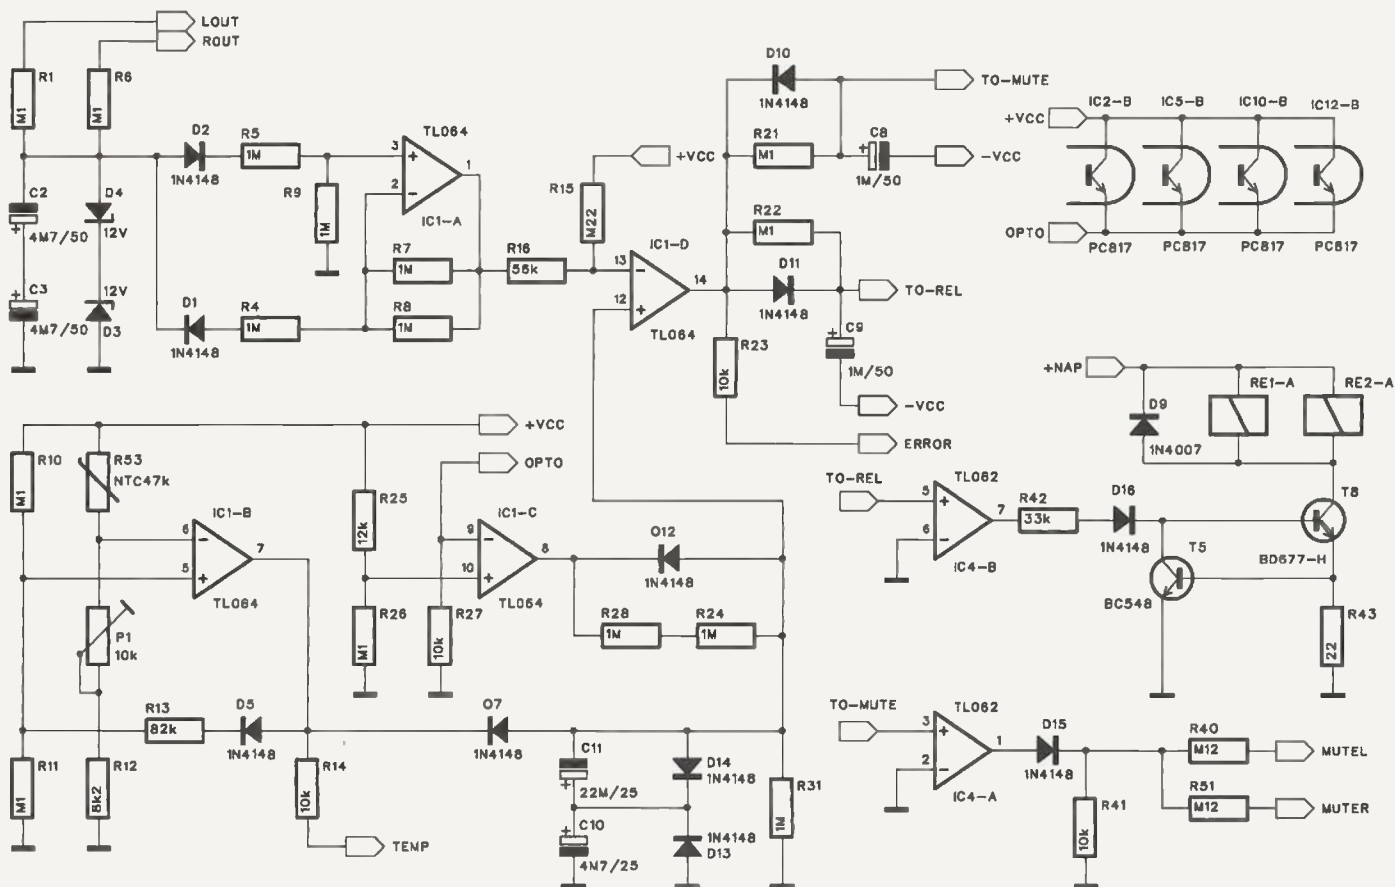 LOUT
ROUT
R1
M1
R6
M1
D2
1N4148
R5
1M
R9
1M
TL064
3
2
1
IC1-A
C2
4M7/50
D4
12V
C3
4M7/50
12V
D3
D1
1N4148
R4
1M
R7
1M
R8
1M
R16
56k
R15
M22
+VCC
IC1-D
13
12
14
TL064
D10
1N4148
R21
M1
C8
1M/50
TO-MUTE
-VCC
R22
M1
D11
1N4148
TO-REL
R23
10k
C9
1M/50
-VCC
ERROR
+VCC
IC2-B
IC5-B
IC10-B
IC12-B
OPTO
PC817
PC817
PC817
PC817
+NAP
D9
1N4007
RE1-A
RE2-A
TO-REL
TL062
5
6
7
IC4-B
R42
33k
D16
1N4148
T5
BC548
T8
BD677-H
R43
22
R10
M1
R53
NTC47k
+VCC
OPTO
IC1-B
6
5
7
TL064
P1
10k
R25
12k
R26
M1
R27
10k
IC1-C
9
10
8
TL064
O12
1N4148
R28
1M
R24
1M
R13
82k
D5
1N4148
O7
1N4148
R11
M1
R12
8k2
R14
10k
TEMP
C11
22M/25
C10
4M7/25
D14
1N4148
1N4148
D13
R31
1M
TO-MUTE
TL062
3
2
1
IC4-A
D15
1N4148
R41
10k
R40
M12
MUTEL
R51
M12
MUTER